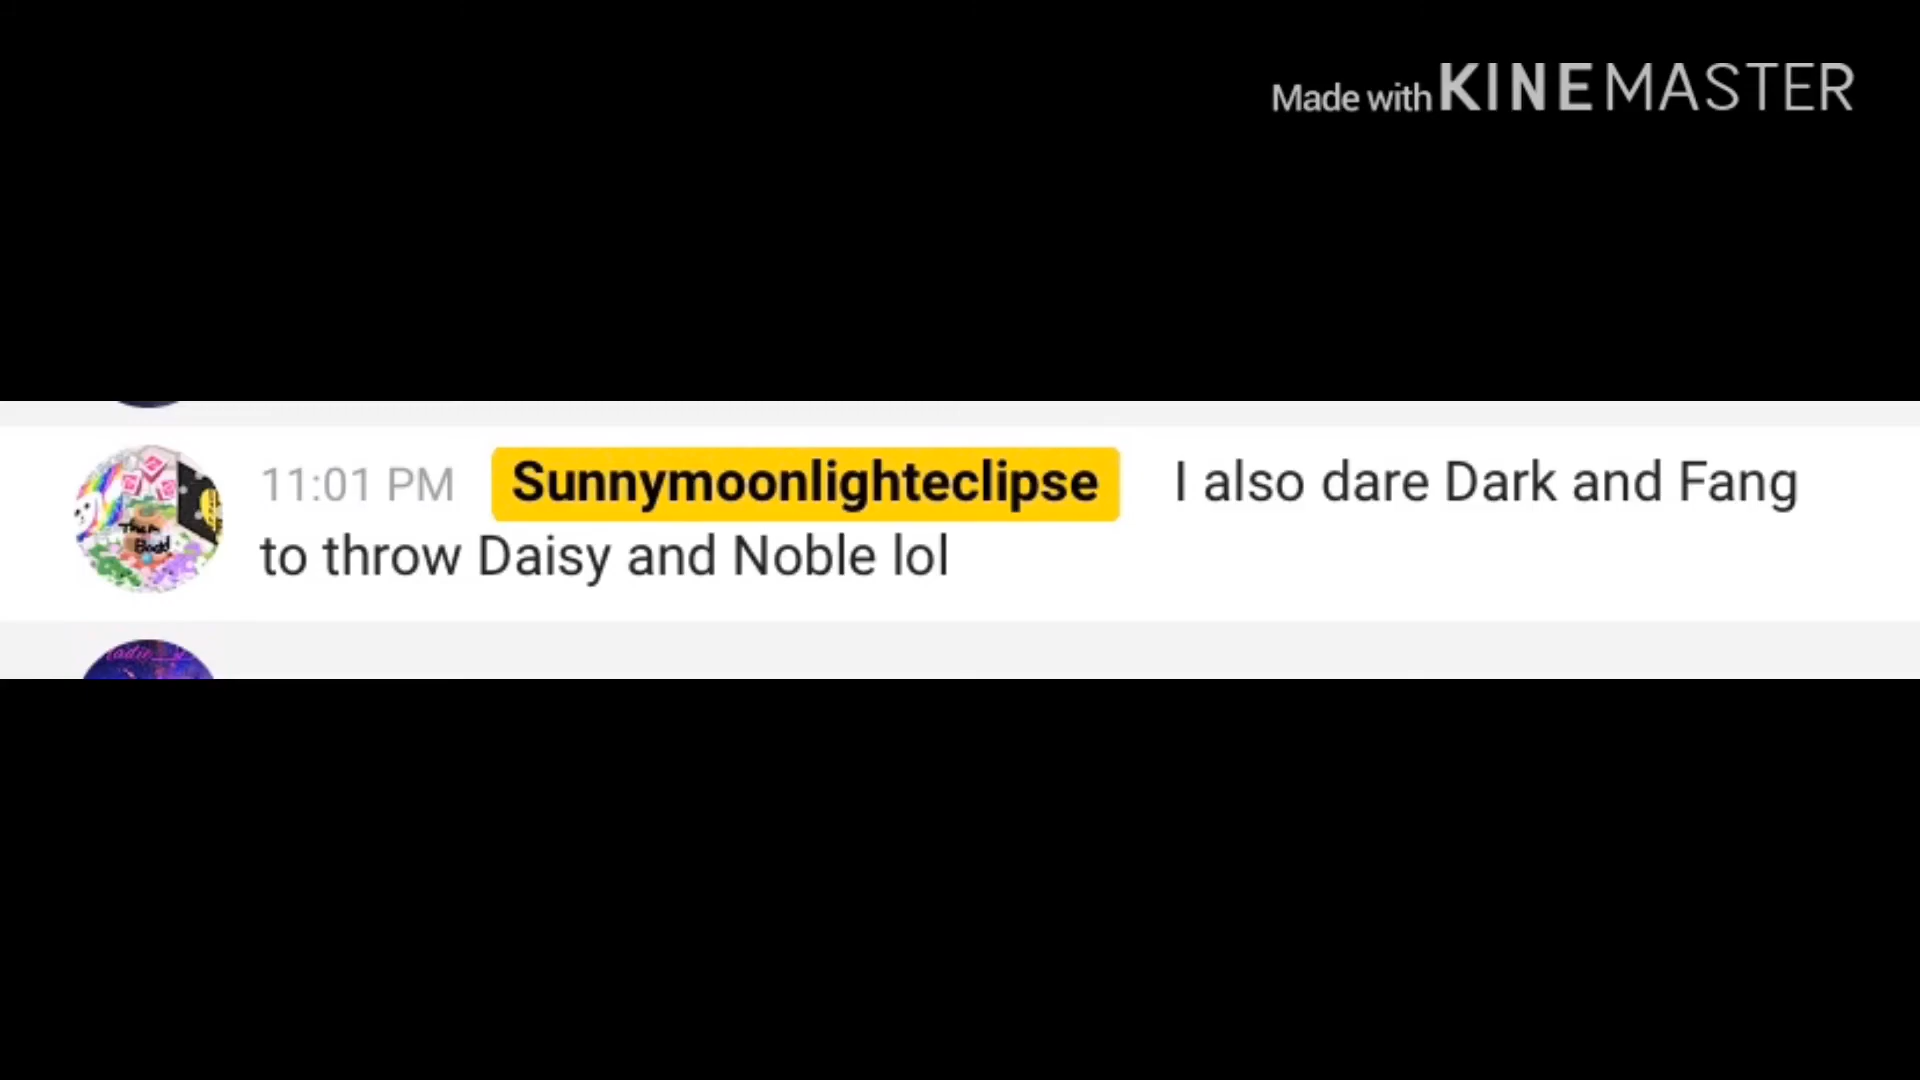 Made with KINEMASTER
11:01 PM Sunnymoonlighteclipse I also dare Dark and Fang
to throw Daisy and Noble lol